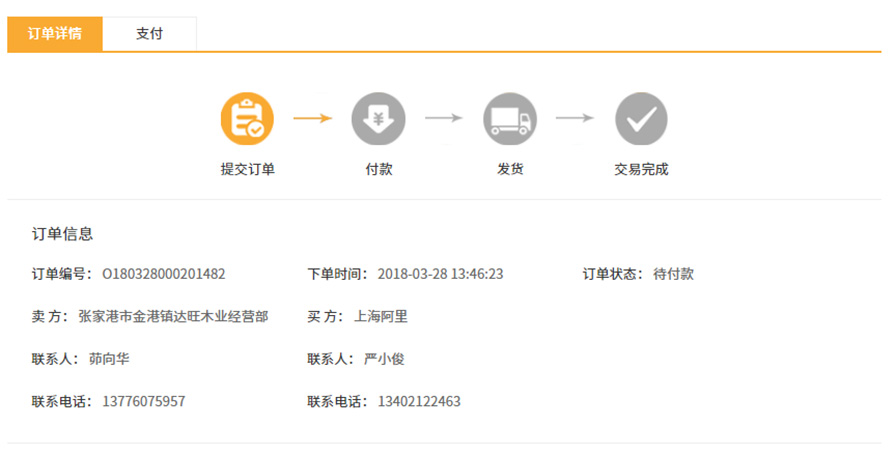 订单详情 支付
¥
提交订单 付款 发货 交易完成
订单信息
订单编号： O180328000201482 下单时间： 2018-03-28 13:46:23 订单状态： 待付款
卖 方： 张家港市金港镇达旺木业经营部 买 方： 上海阿里
联系人： 茆向华 联系人： 严小俊
联系电话： 13776075957 联系电话： 13402122463